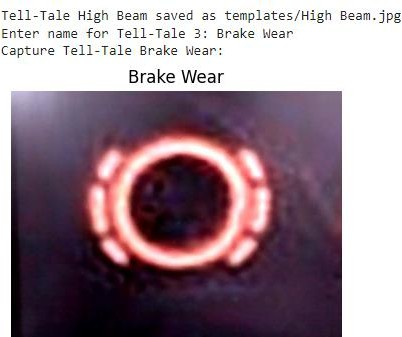 Tell-Tale High Beam saved as templates/High Beam.jpg
Enter name for Tell-Tale 3: Brake Wear
Capture Tell-Tale Brake Wear:
Brake Wear